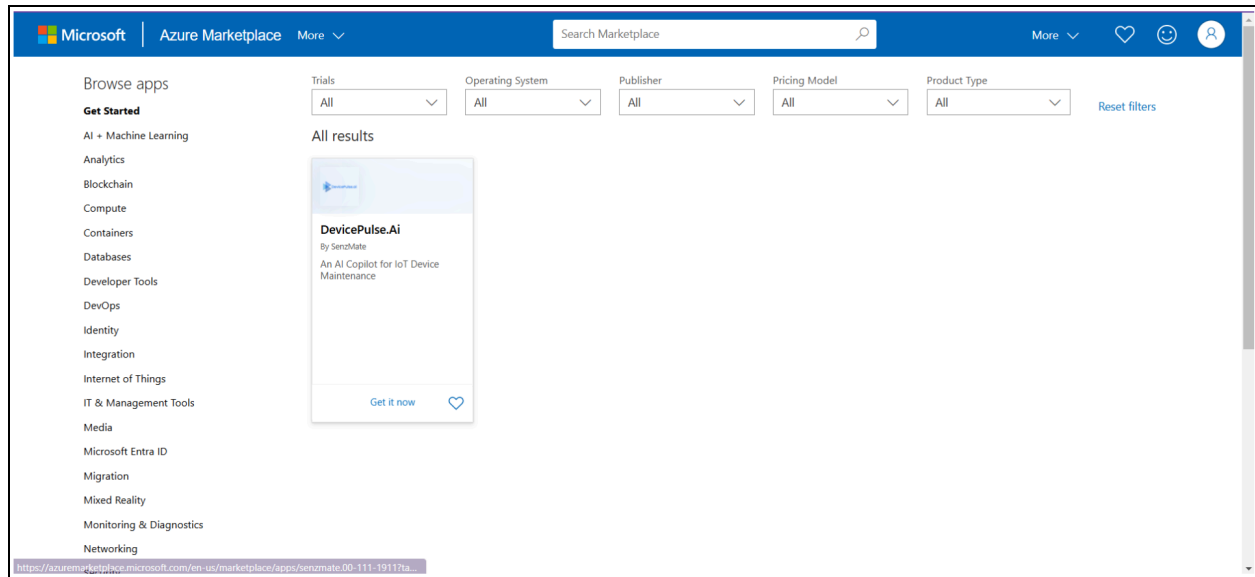 Microsoft Azure Marketplace More Search Marketplace More
Browse apps
Get Started
AI + Machine Learning
Analytics
Blockchain
Compute
Containers
Databases
Developer Tools
DevOps
Identity
Integration
Internet of Things
IT & Management Tools
Media
Microsoft Entra ID
Migration
Mixed Reality
Monitoring & Diagnostics
Networking
Trials Operating System Publisher Pricing Model Product Type
All All All All All Reset filters
All results
DevicePulse.Ai
DevicePulse.Ai
By SenzMate
An AI Copilot for IoT Device
Maintenance
Get it now
https://azuremarketplace.microsoft.com/en-us/marketplace/apps/senzmate.00-111-1911?ta...